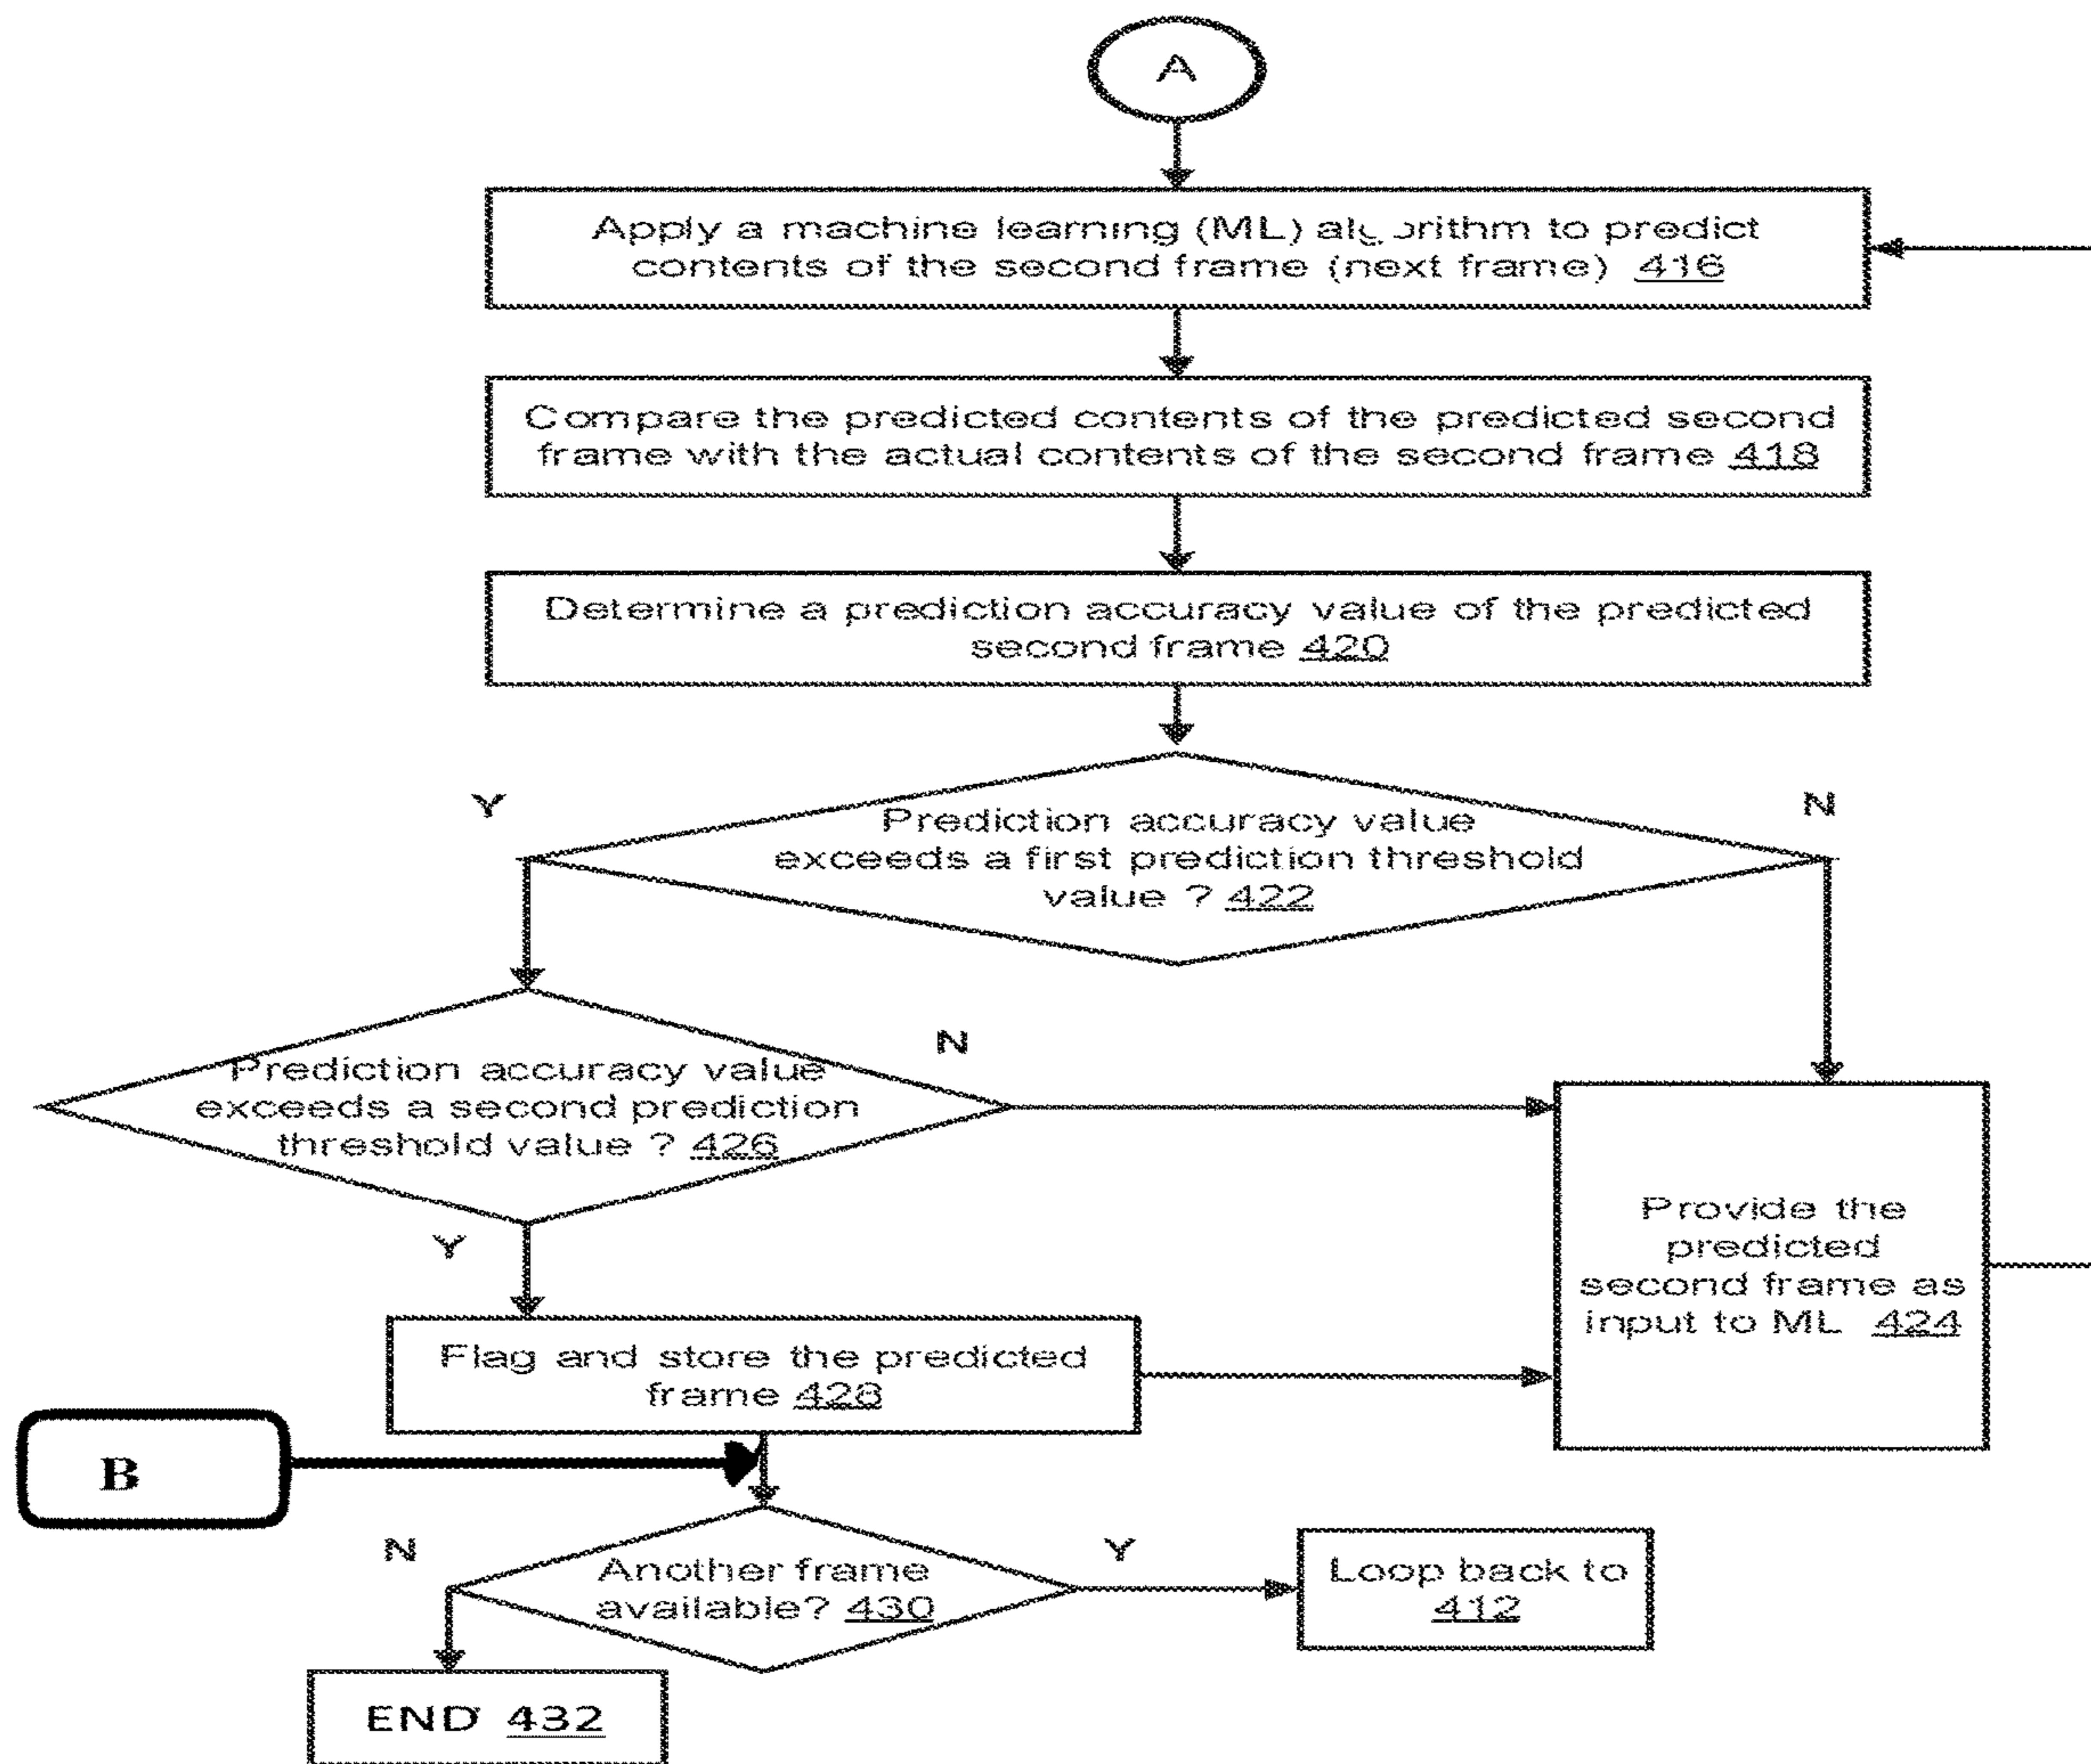 A
Apply a machine learning (ML) algorithm to predict
contents of the second frame (next frame) 416
Compare the predicted contents of the predicted second
frame with the actual contents of the second frame 418
Determine a prediction accuracy value of the predicted
second frame 420
Y
N
Prediction accuracy value
exceeds a first prediction threshold
value ? 422
N
Prediction accuracy value
exceeds a second prediction
threshold value ? 426
Y
Provide the
predicted
second frame as
input to ML 424
Flag and store the predicted
frame 428
B
N
Y
Another frame
available? 430
Loop back to
412
END 432